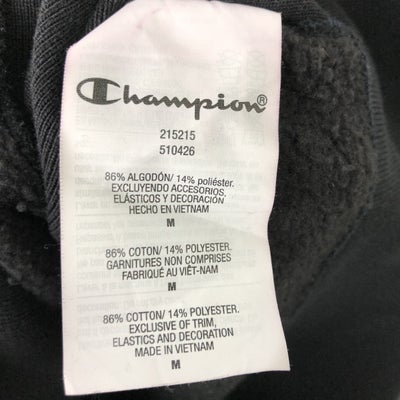 Champion®
215215
510426
86% ALGODÓN/ 14% poliéster.
EXCLUYENDO ACCESORIOS,
ELÁSTICOS Y DECORACIÓN
HECHO EN VIETNAM
M
86% COTON/ 14% POLYESTER.
GARNITURES NON COMPRISES
FABRIQUÉ AU VIÊT-NAM
M
86% COTTON/ 14% POLYESTER.
EXCLUSIVE OF TRIM,
ELASTICS AND DECORATION
MADE IN VIETNAM
M